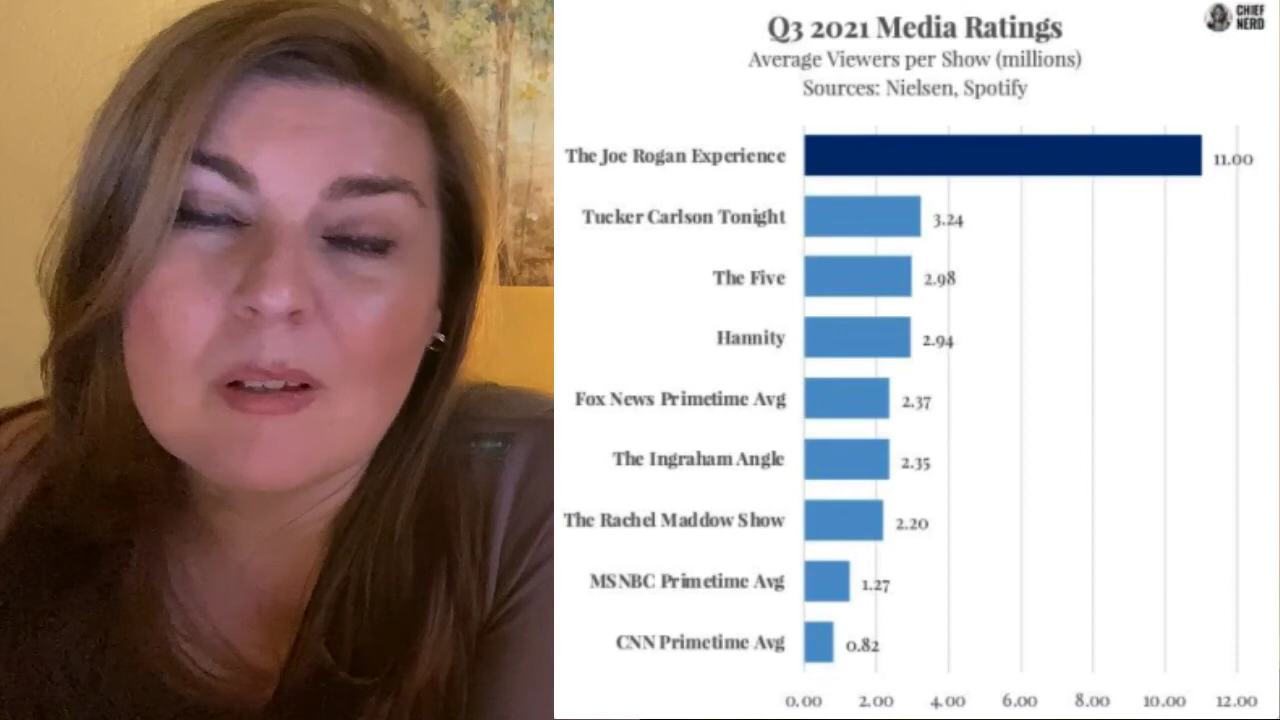 Q3 2021 Media Ratings
CHIEF
NERD
Average Viewers per Show (millions)
Sources: Nielsen, Spotify
The Joe Rogan Experience 11.00
Tucker Carlson Tonight 3.24
The Five 2.98
Hannity 2.94
Fox News Primetime Avg 2.37
The Ingraham Angle 2.35
The Rachel Maddow Show 2.20
MSNBC Primetime Avg 1.27
CNN Primetime Avg 0.82
0.00 2.00 4.00 6.00 8.00 10.00 12.00